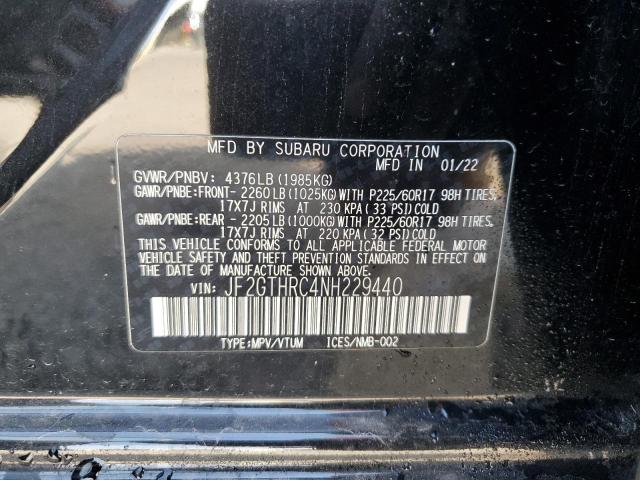 MFD BY SUBARU CORPORATION
MFD IN 01/22
GVWR/PNBV: 4376LB(1985KG)
GAWR/PNBE:FRONT- 2260LB(1025KG)WITH P225/60R17 98H TIRES,
17X7J RIMS AT 230 KPA(33 PSI)COLD
GAWR/PNBE:REAR - 2205LB(1000KG)WITH P225/60R17 98H TIRES,
17X7J RIMS AT 220 KPA(32 PSI)COLD
THIS VEHICLE CONFORMS TO ALL APPLICABLE FEDERAL MOTOR
VEHICLE SAFETY AND THEFT PREVENTION STANDARDS IN EFFECT
ON THE DATE OF MANUFACTURE SHOWN ABOVE.
VIN: JF2GTHRC4NH229440
TYPE:MPV/VTUM ICES/NMB-002